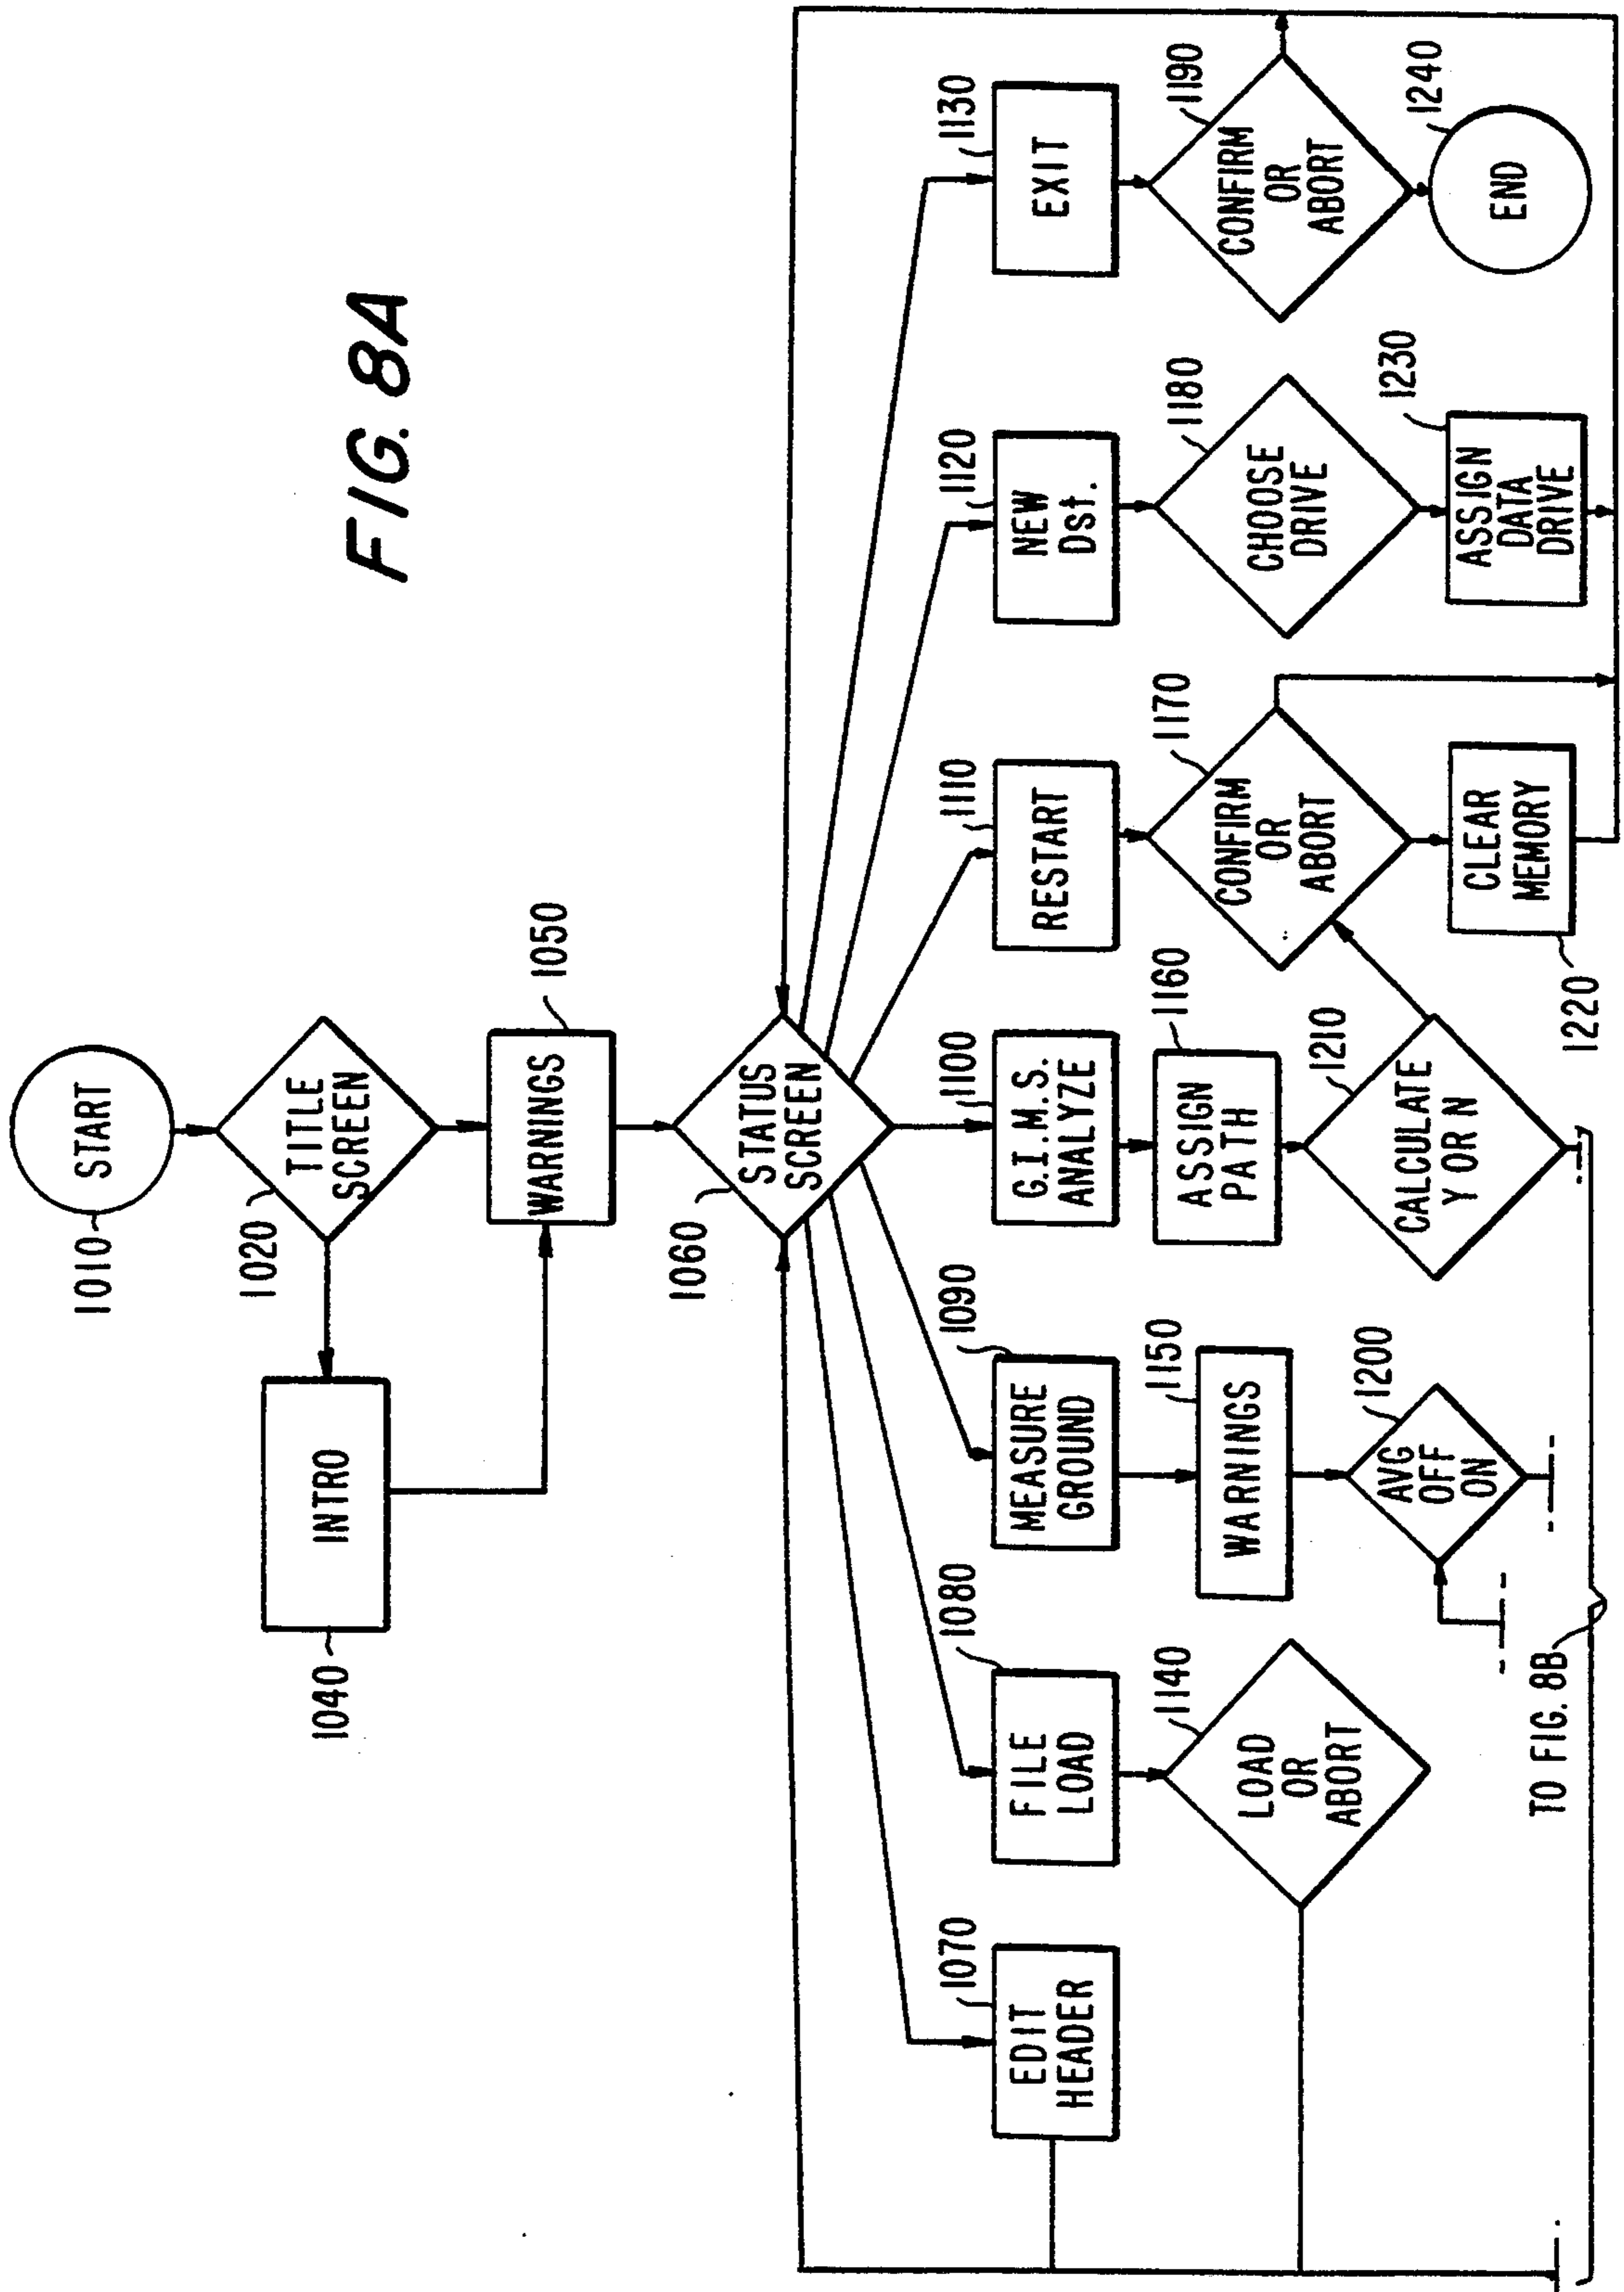 FIG. 8A
START
1010
TITLE
SCREEN
1020
INTRO
1040
WARNINGS
1050
STATUS
SCREEN
1060
EDIT
HEADER
1070
FILE
LOAD
1080
MEASURE
GROUND
1090
G.I.M.S.
ANALYZE
1100
RESTART
1110
NEW
Dst.
1120
EXIT
1130
LOAD
OR
ABORT
1140
WARNINGS
1150
ASSIGN
PATH
1160
CONFIRM
OR
ABORT
1170
CHOOSE
DRIVE
1180
CONFIRM
OR
ABORT
1190
AVG
OFF
ON
1200
CALCULATE
Y OR N
1210
CLEAR
MEMORY
1220
ASSIGN
DATA
DRIVE
1230
END
1240
TO FIG. 8B